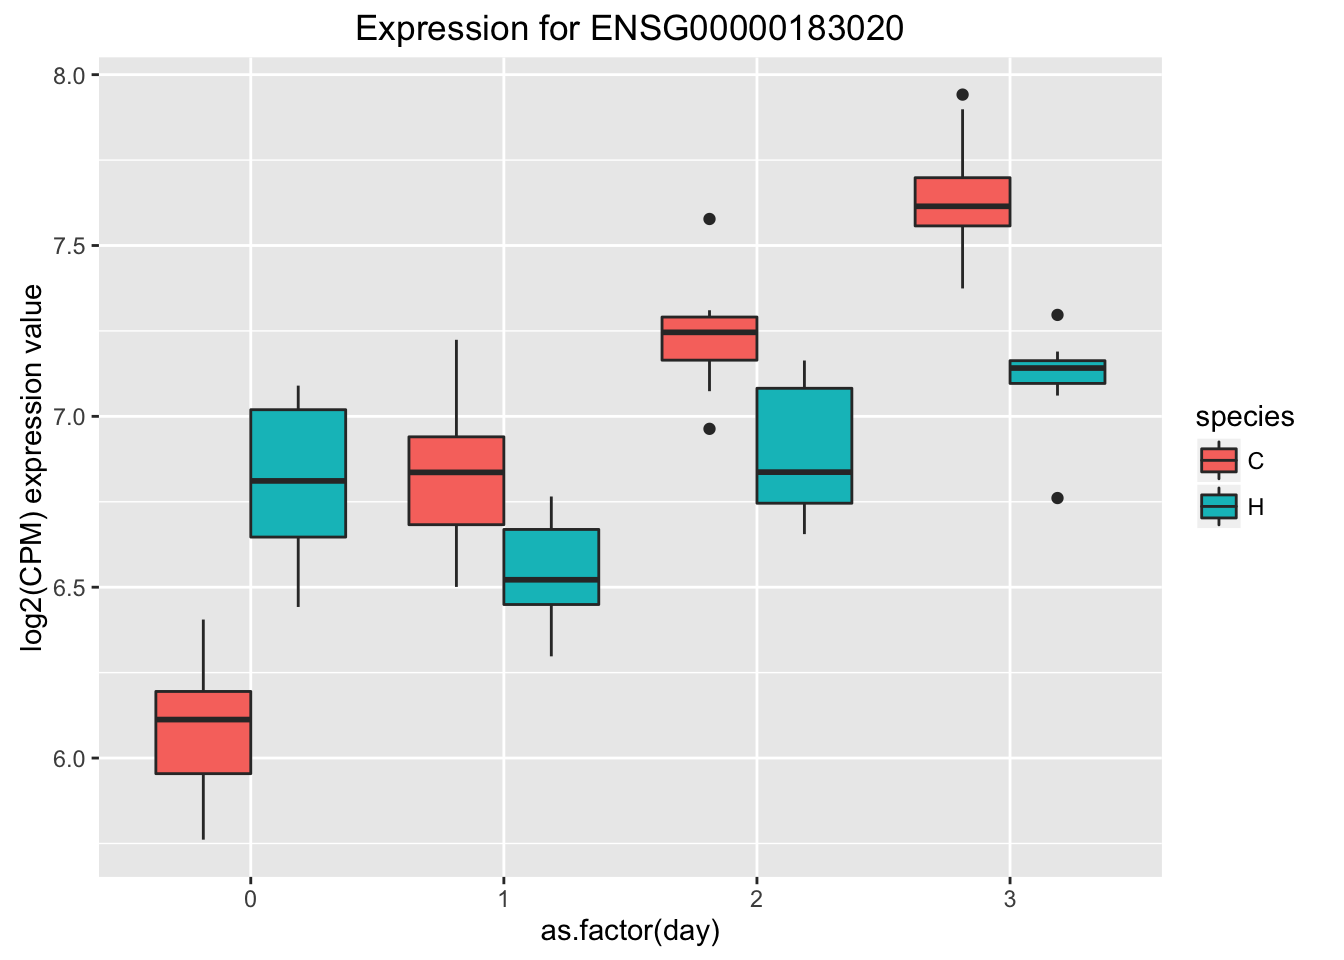 Expression for ENSG00000183020
8.0
7.5
7.0
6.5
6.0
log2(CPM) expression value
0 1 2 3
as.factor(day)
species
C
H